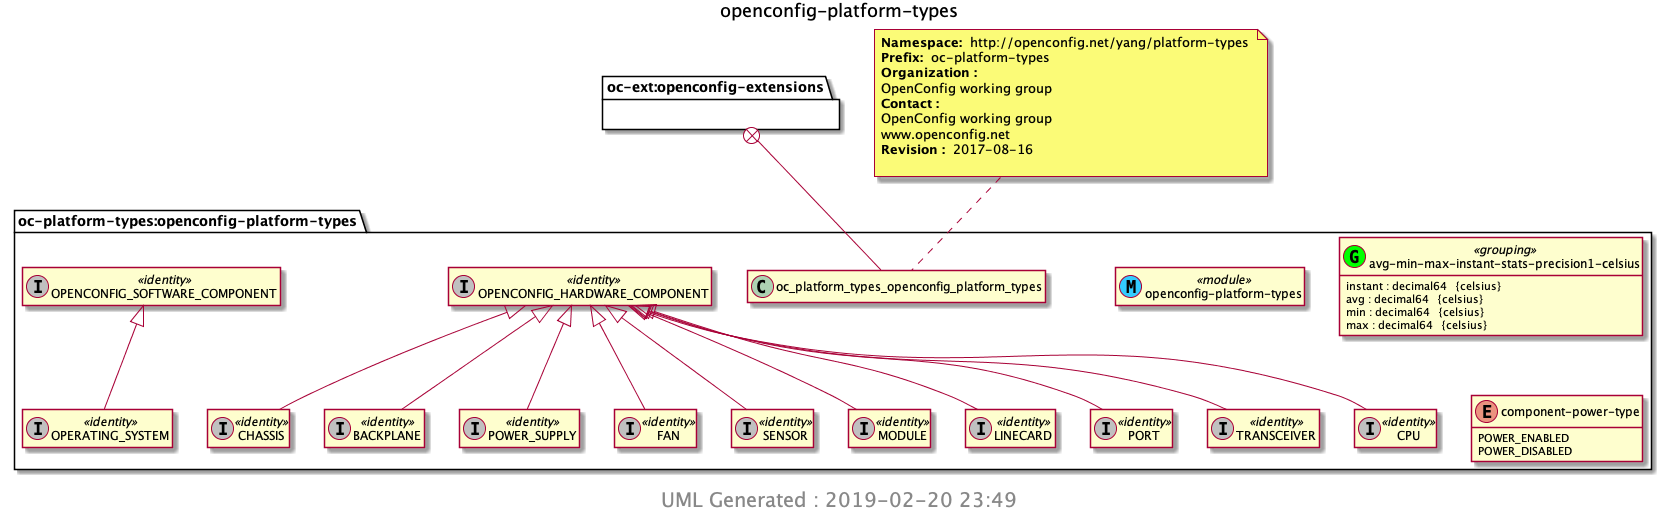 openconfig-platform-types
Namespace: http://openconfig.net/yang/platform-types
Prefix: oc-platform-types
Organization :
OpenConfig working group
Contact :
OpenConfig working group
www.openconfig.net
Revision : 2017-08-16
oc-ext:openconfig-extensions
oc-platform-types:openconfig-platform-types
I
«identity»
OPENCONFIG_SOFTWARE_COMPONENT
I
«identity»
OPENCONFIG_HARDWARE_COMPONENT
C
oc_platform_types_openconfig_platform_types
M
«module»
openconfig-platform-types
G
«grouping»
avg-min-max-instant-stats-precision1-celsius
instant : decimal64 {celsius}
avg : decimal64 {celsius}
min : decimal64 {celsius}
max : decimal64 {celsius}
I
«identity»
OPERATING_SYSTEM
I
«identity»
CHASSIS
I
«identity»
BACKPLANE
I
«identity»
POWER_SUPPLY
I
«identity»
FAN
I
«identity»
SENSOR
I
«identity»
MODULE
I
«identity»
LINECARD
I
«identity»
PORT
I
«identity»
TRANSCEIVER
I
«identity»
CPU
E
component-power-type
POWER_ENABLED
POWER_DISABLED
UML Generated : 2019-02-20 23:49